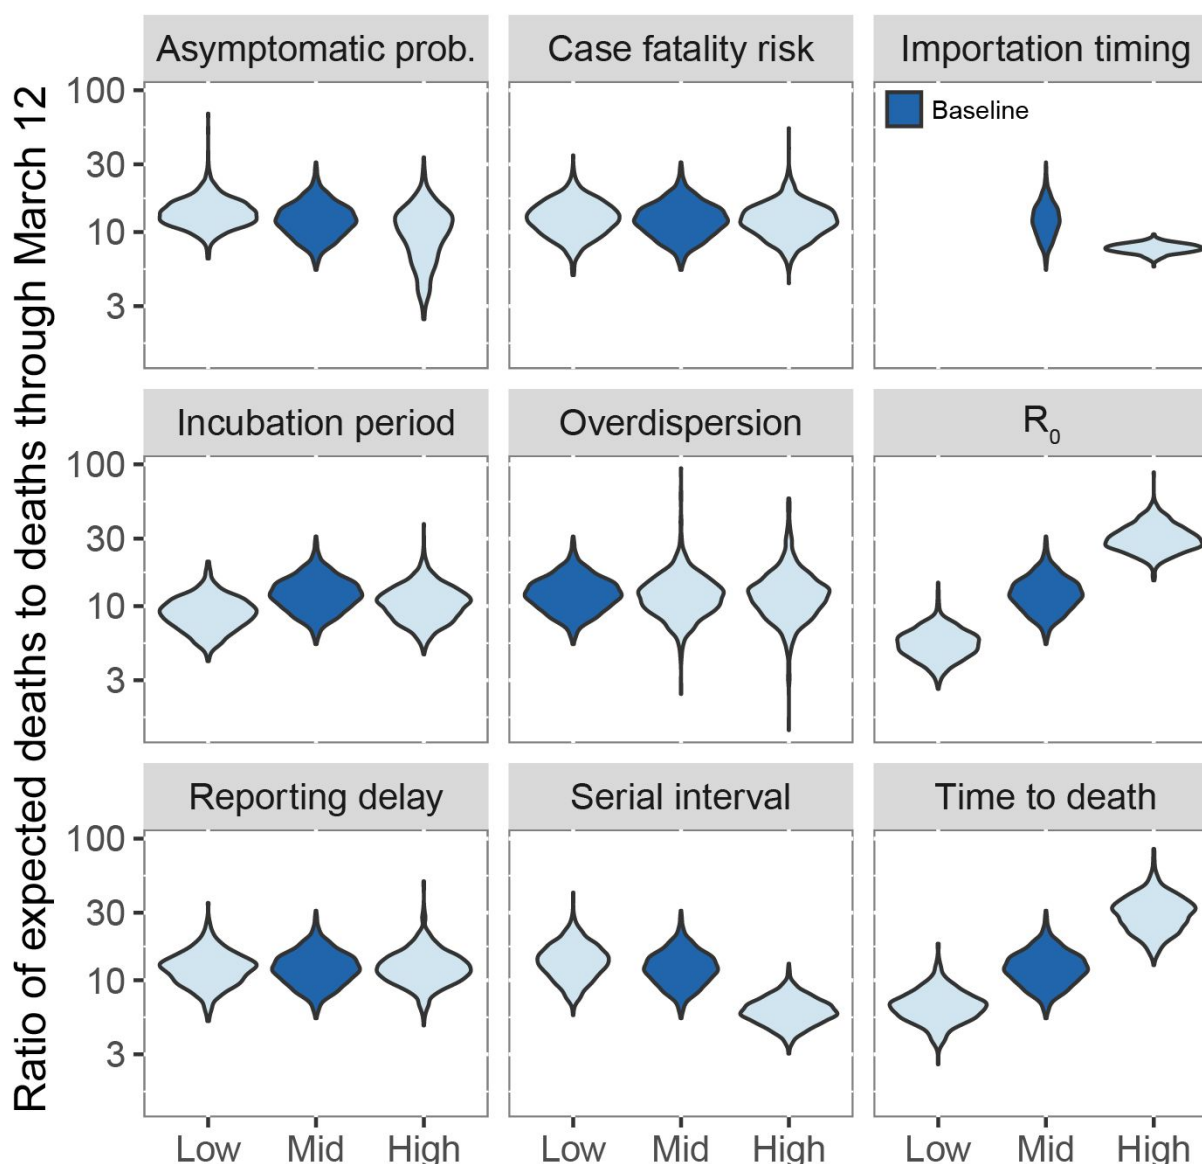 Ratio of expected deaths to deaths through March 12
Asymptomatic prob. Case fatality risk Importation timing
100
30
10
3
Baseline
Incubation period Overdispersion R₀
100
30
10
3
Reporting delay Serial interval Time to death
100
30
10
3
Low Mid High Low Mid High Low Mid High